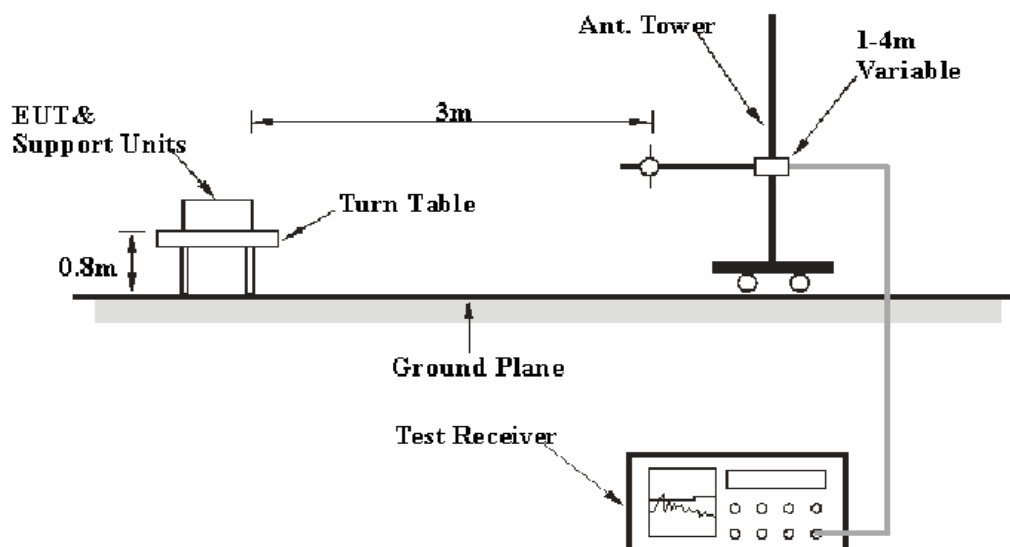 Ant. Tower
1-4m
Variable
3m
EUT&
Support Units
Turn Table
0.8m
Ground Plane
Test Receiver